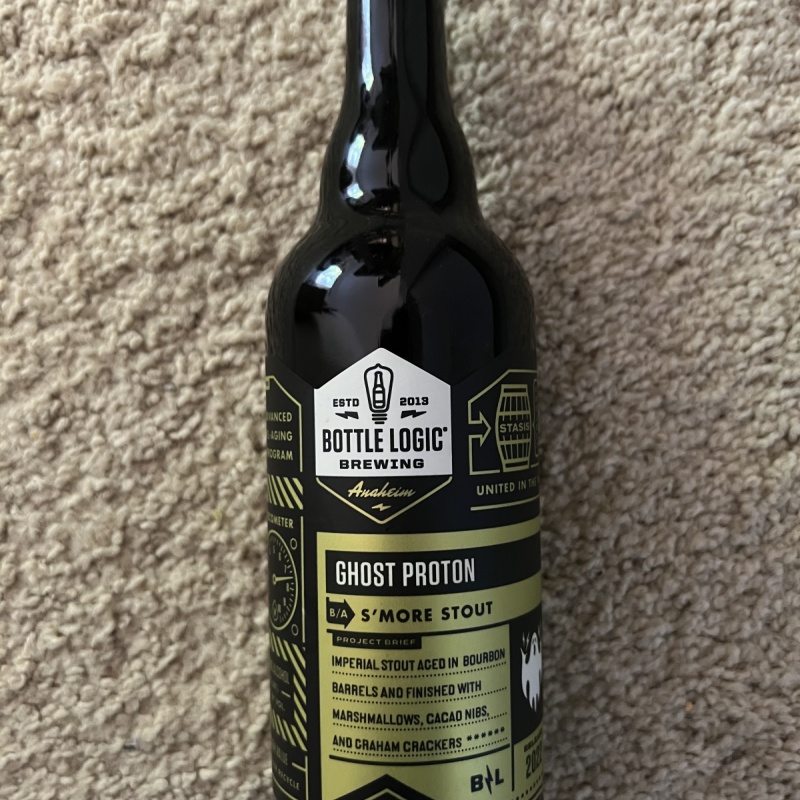 ESTD 2013
BOTTLE LOGIC
BREWING
Anaheim
STASIS
UNITED IN THE
GHOST PROTON
B/A S'MORE STOUT
PROJECT BRIEF
IMPERIAL STOUT AGED IN BOURBON
BARRELS AND FINISHED WITH
MARSHMALLOWS, CACAO NIBS,
AND GRAHAM CRACKERS
B L